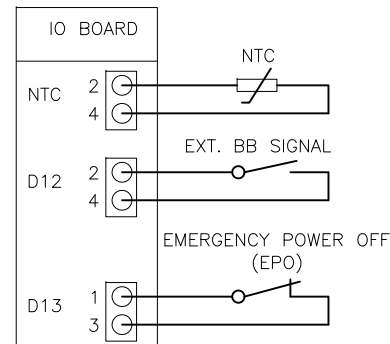 IO BOARD
NTC
NTC
2
4
EXT. BB SIGNAL
D12
2
4
EMERGENCY POWER OFF
(EPO)
D13
1
3